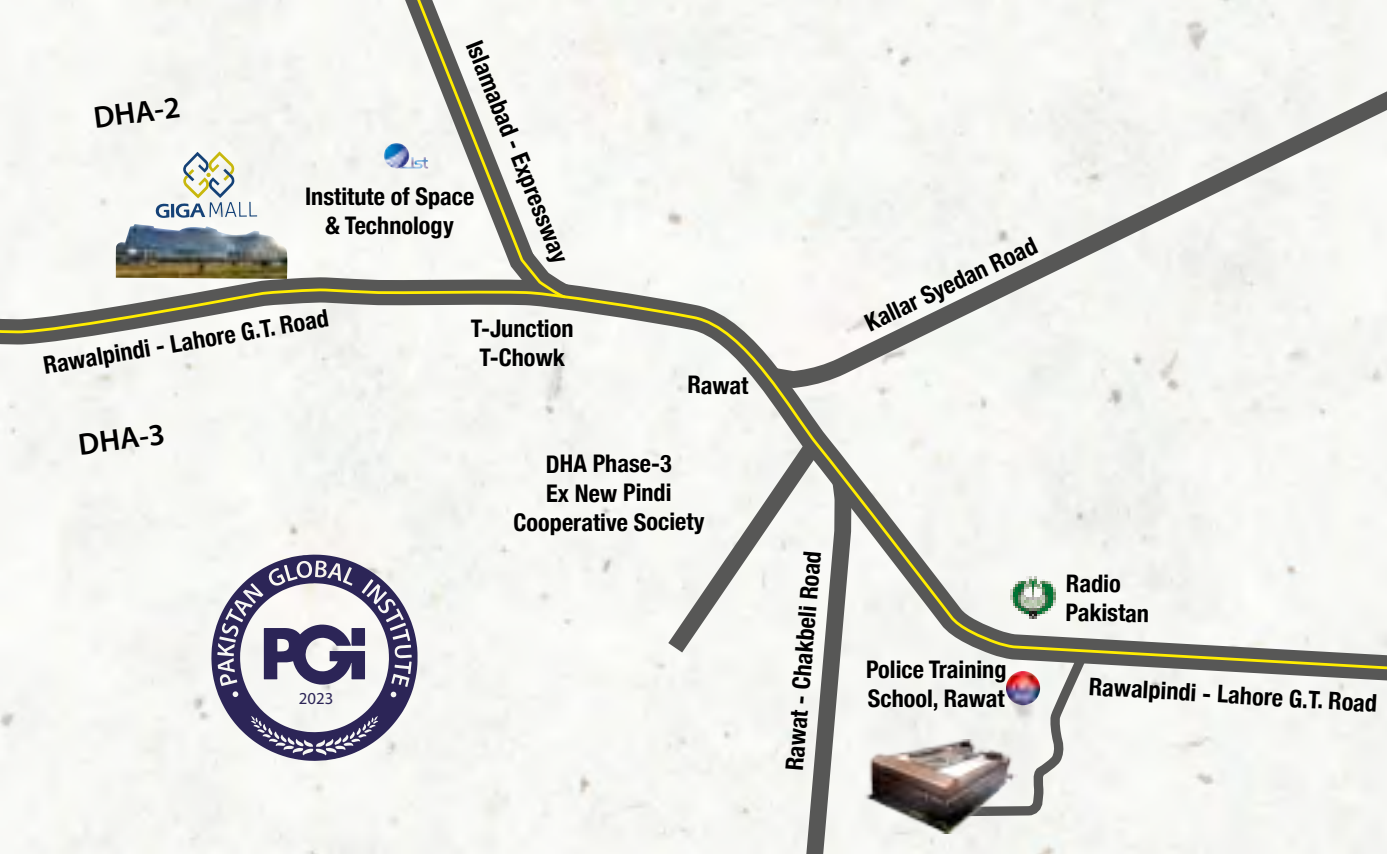 Islamabad - Expressway
DHA-2
GIGA MALL
ist
Institute of Space
& Technology
Kallar Syedan Road
Rawalpindi - Lahore G.T. Road
T-Junction
T-Chowk
Rawat
DHA-3
DHA Phase-3
Ex New Pindi
Cooperative Society
• PAKISTAN GLOBAL INSTITUTE •
PGI
2023
Rawat - Chakbeli Road
Radio
Pakistan
Police Training
School, Rawat
Rawalpindi - Lahore G.T. Road